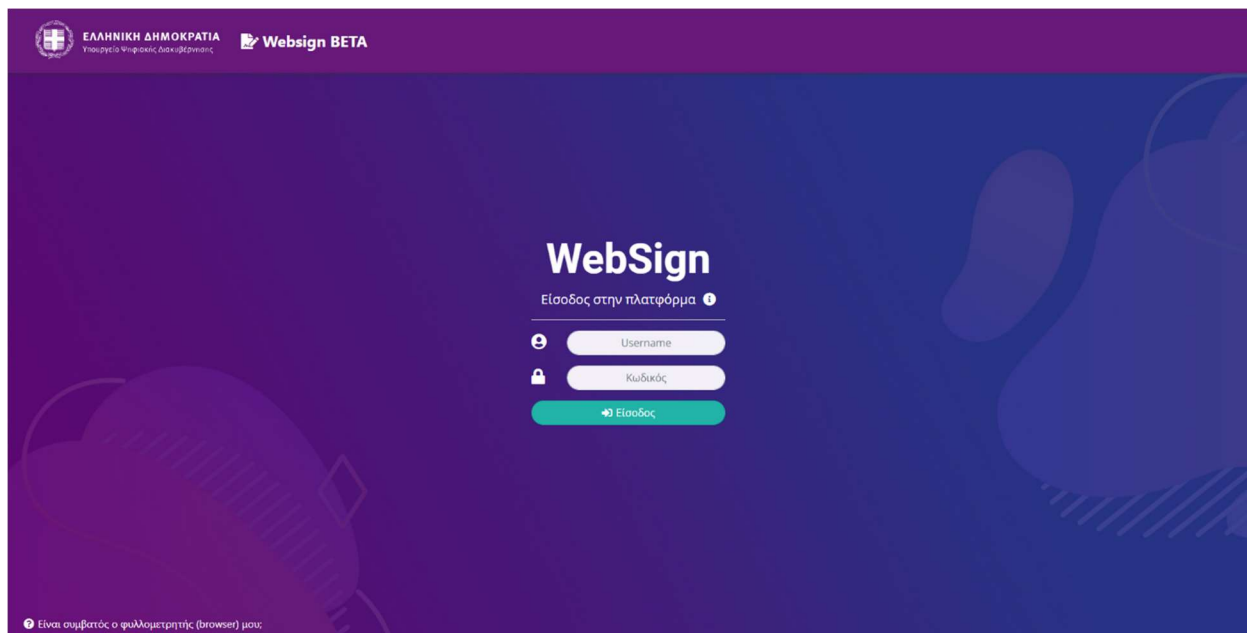 ΕΛΛΗΝΙΚΗ ΔΗΜΟΚΡΑΤΙΑ
Υπουργείο Ψηφιακής Διακυβέρνησης
Websign BETA
WebSign
Είσοδος στην πλατφόρμα
Username
Κωδικός
Είσοδος
Είναι συμβατός ο φυλλομετρητής (browser) μου;